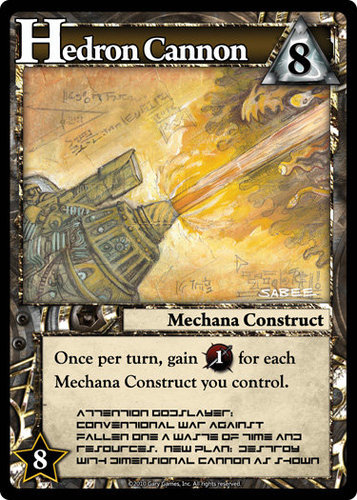 Hedron Cannon
8
SABEE
Mechana Construct
Once per turn, gain 1 for each
Mechana Construct you control.
ATTENTION GODSLAYER:
CONVENTIONAL WAR AGAINST
FALLEN ONE A WASTE OF TIME AND
RESOURCES. NEW PLAN: DESTROY
WITH DIMENSIONAL CANNON AS SHOWN
8
©2010 Gary Games, Inc. All rights reserved.